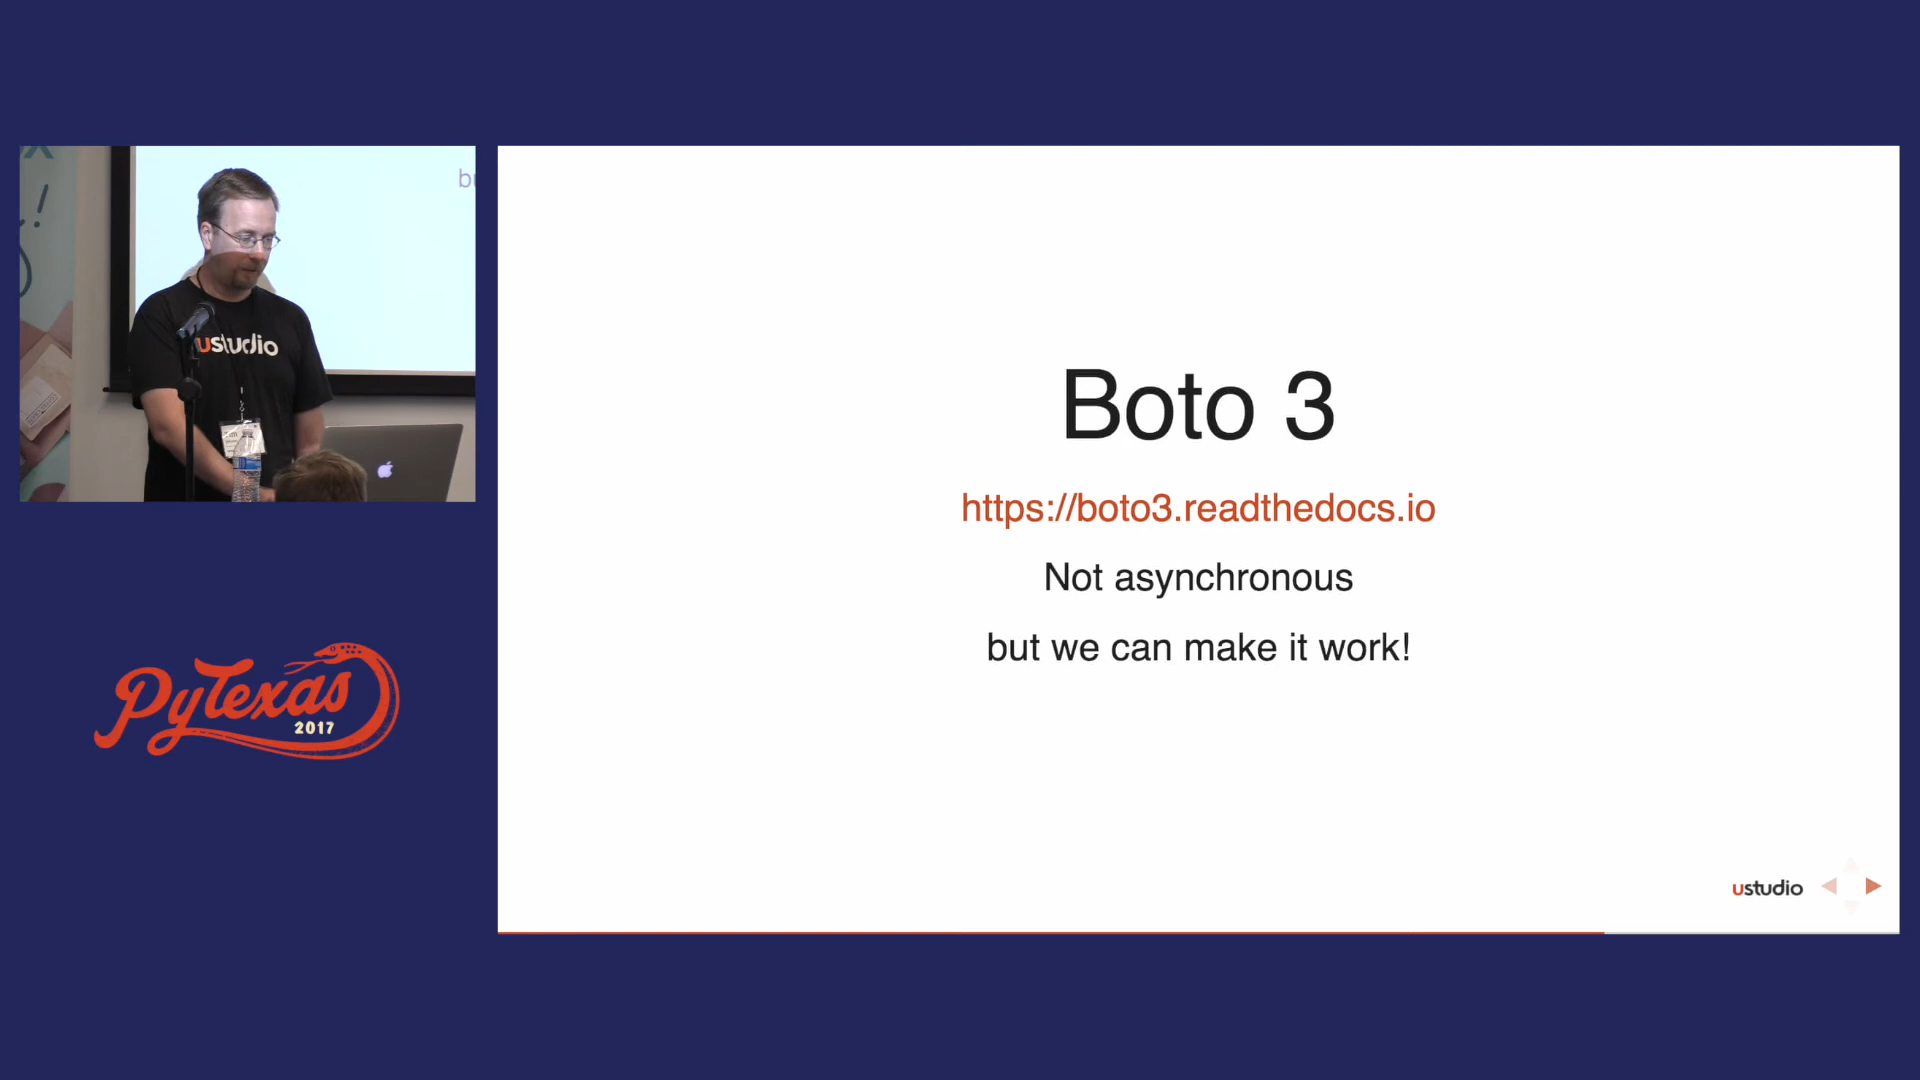 ustudio
PyTexas
2017
Boto 3
https://boto3.readthedocs.io
Not asynchronous
but we can make it work!
ustudio